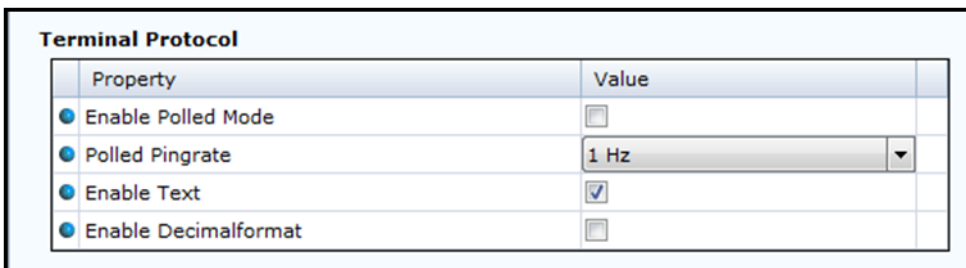 Terminal Protocol
Property Value
Enable Polled Mode
Polled Pingrate 1 Hz
Enable Text
Enable Decimalformat